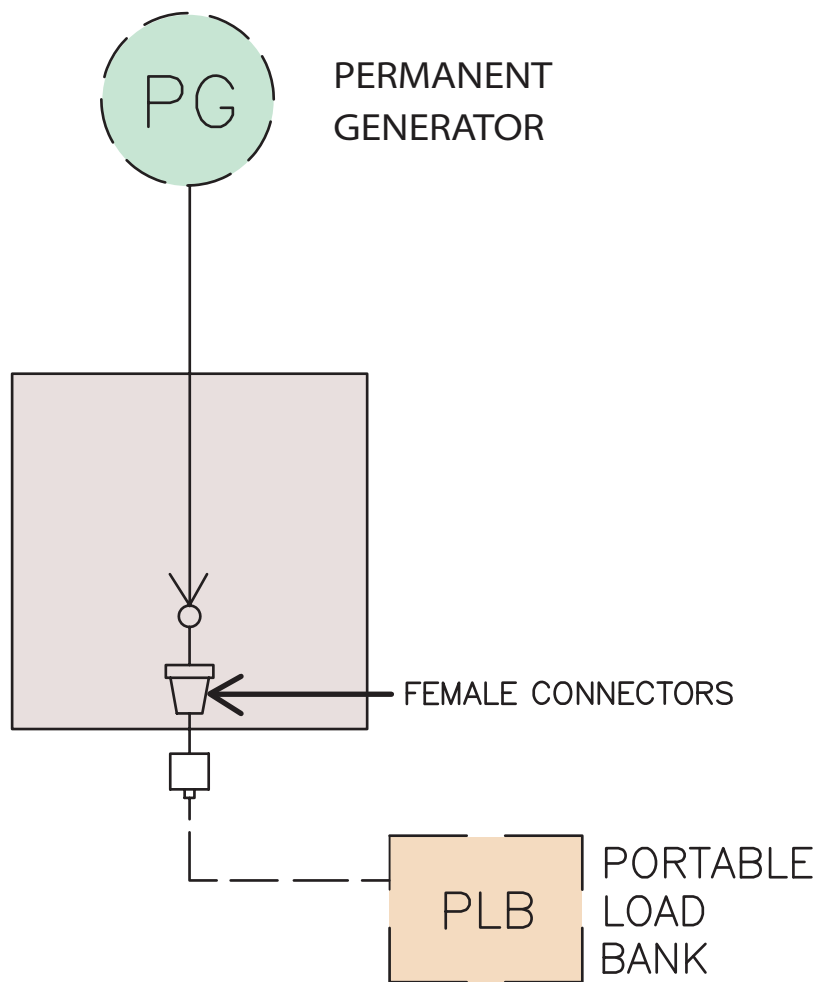 PG
PERMANENT
GENERATOR
FEMALE CONNECTORS
PLB
PORTABLE
LOAD
BANK